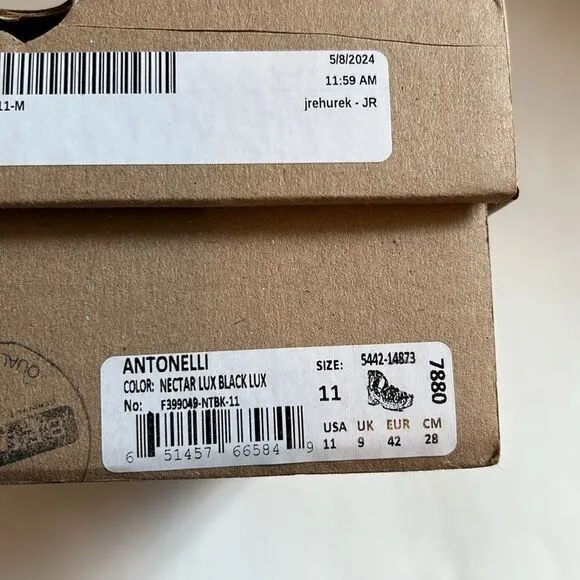 5/8/2024
11:59 AM
11-M
jrehurek - JR
ANTONELLI
COLOR: NECTAR LUX BLACK LUX
No: F399049-NTBK-11
6 51457 66584 9
SIZE: 5442-14873
11
USA UK EUR CM
11 9 42 28
7880
QUAL